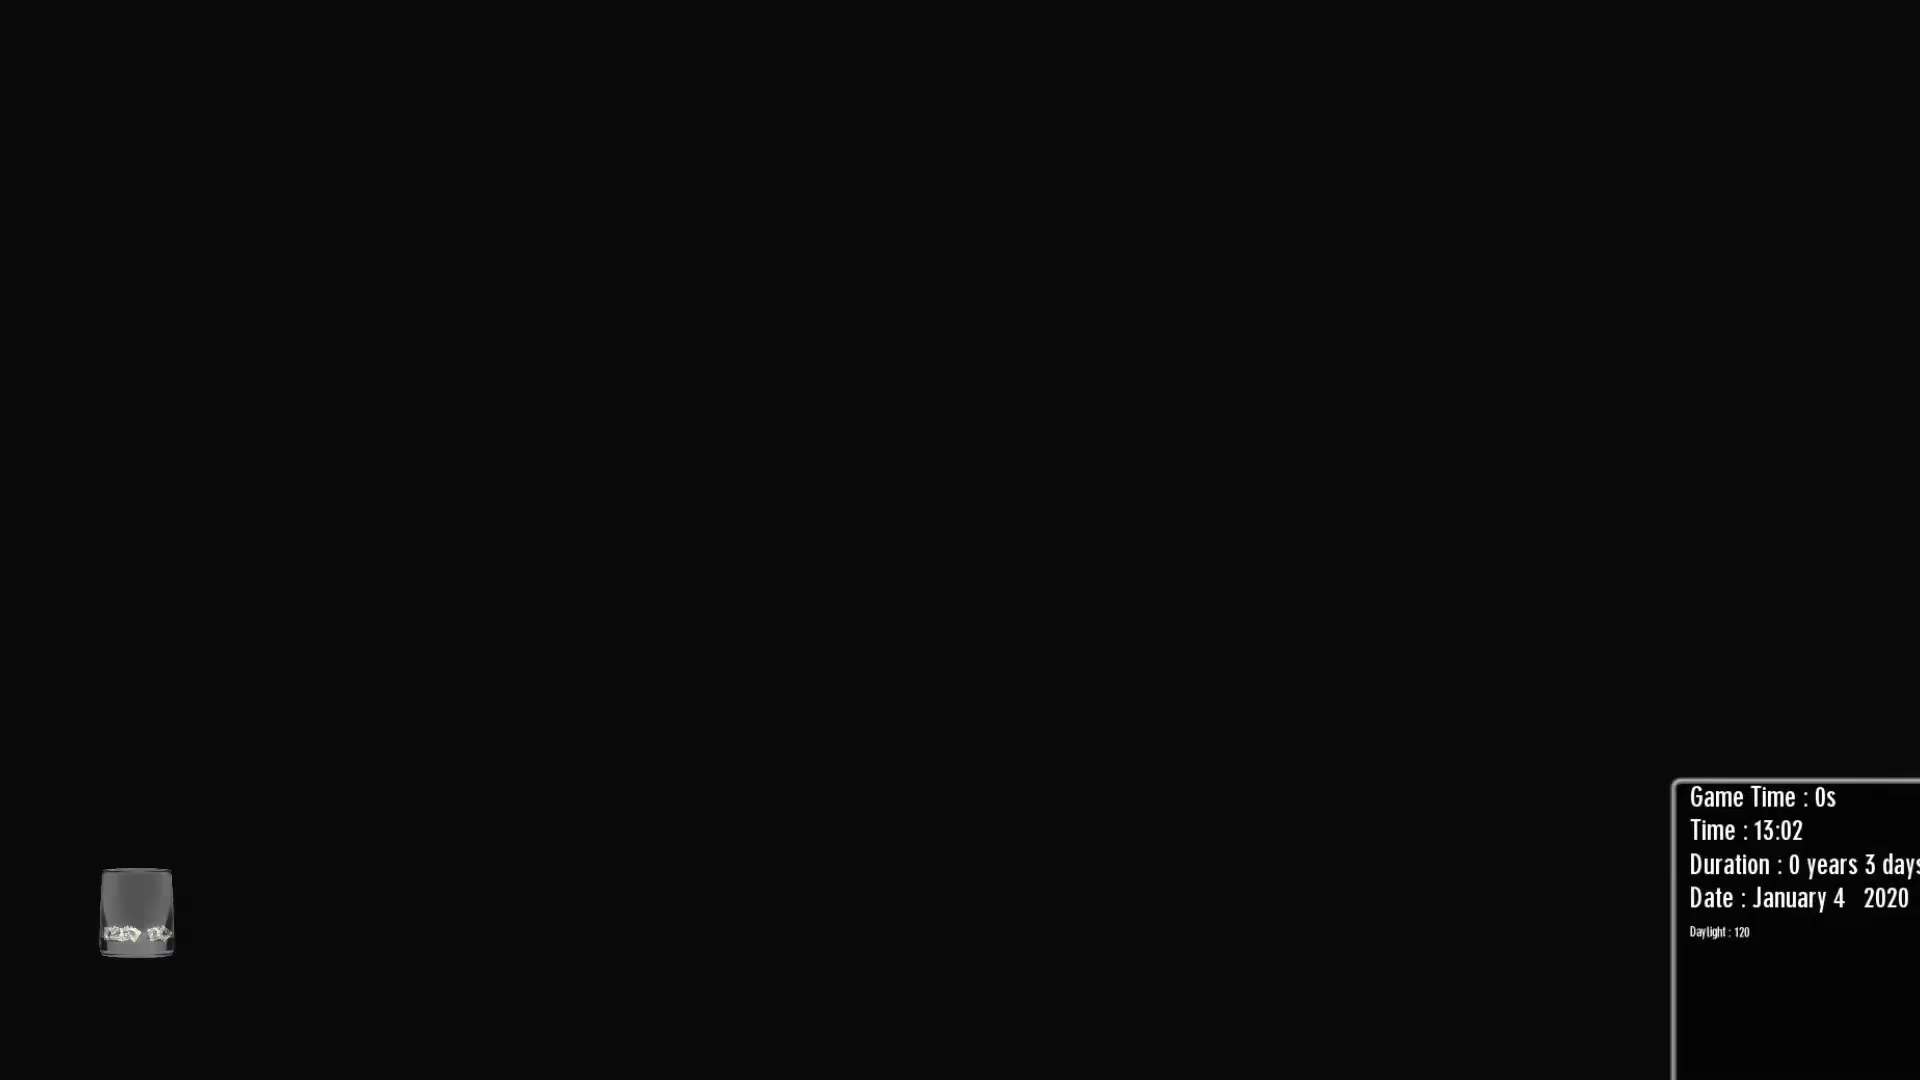 Game Time : 0s
Time : 13:02
Duration : 0 years 3 days
Date : January 4 2020
Daylight : 120